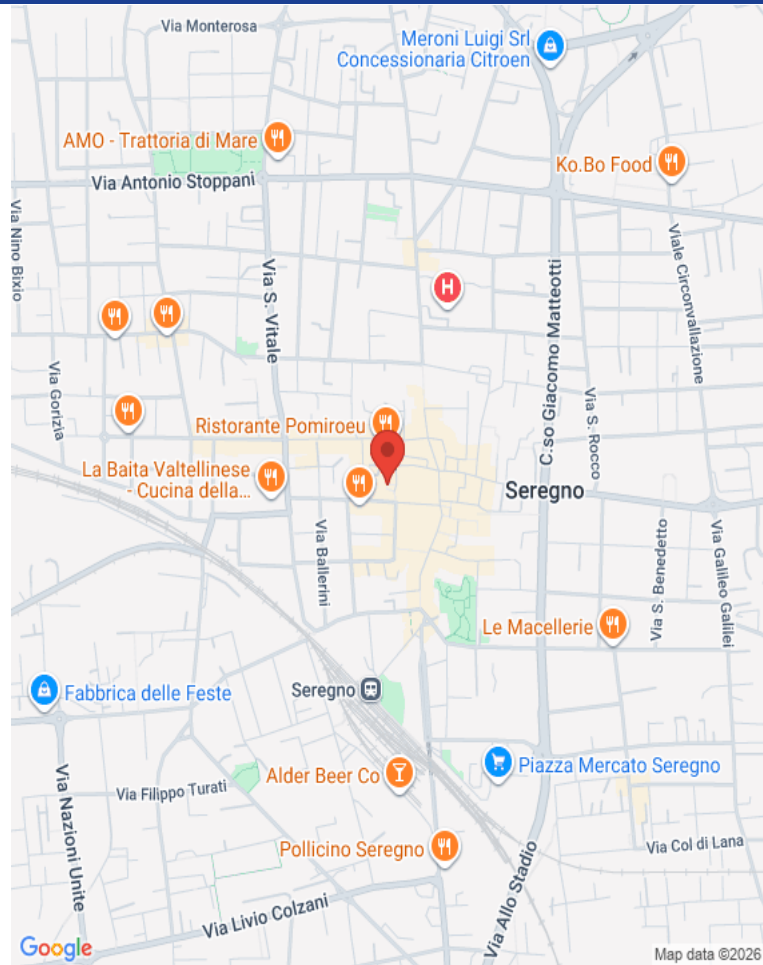 Via Monterosa
Meroni Luigi Srl
Concessionaria Citroen
AMO - Trattoria di Mare
Ko.Bo Food
Via Antonio Stoppani
Via Nino Bixio
Via S. Vitale
H
C.so Giacomo Matteotti
Viale Circonvallazione
Via Gorizia
Via S. Rocco
Ristorante Pomiroeu
La Baita Valtellinese
- Cucina della...
Seregno
Via Ballerini
Via S. Benedetto
Via Galileo Galilei
Le Macellerie
Seregno
Fabbrica delle Feste
Alder Beer Co
Piazza Mercato Seregno
Via Filippo Turati
Via Nazioni Unite
Pollicino Seregno
Via Col di Lana
Via Allo Stadio
Via Livio Colzani
Google
Map data ©2026